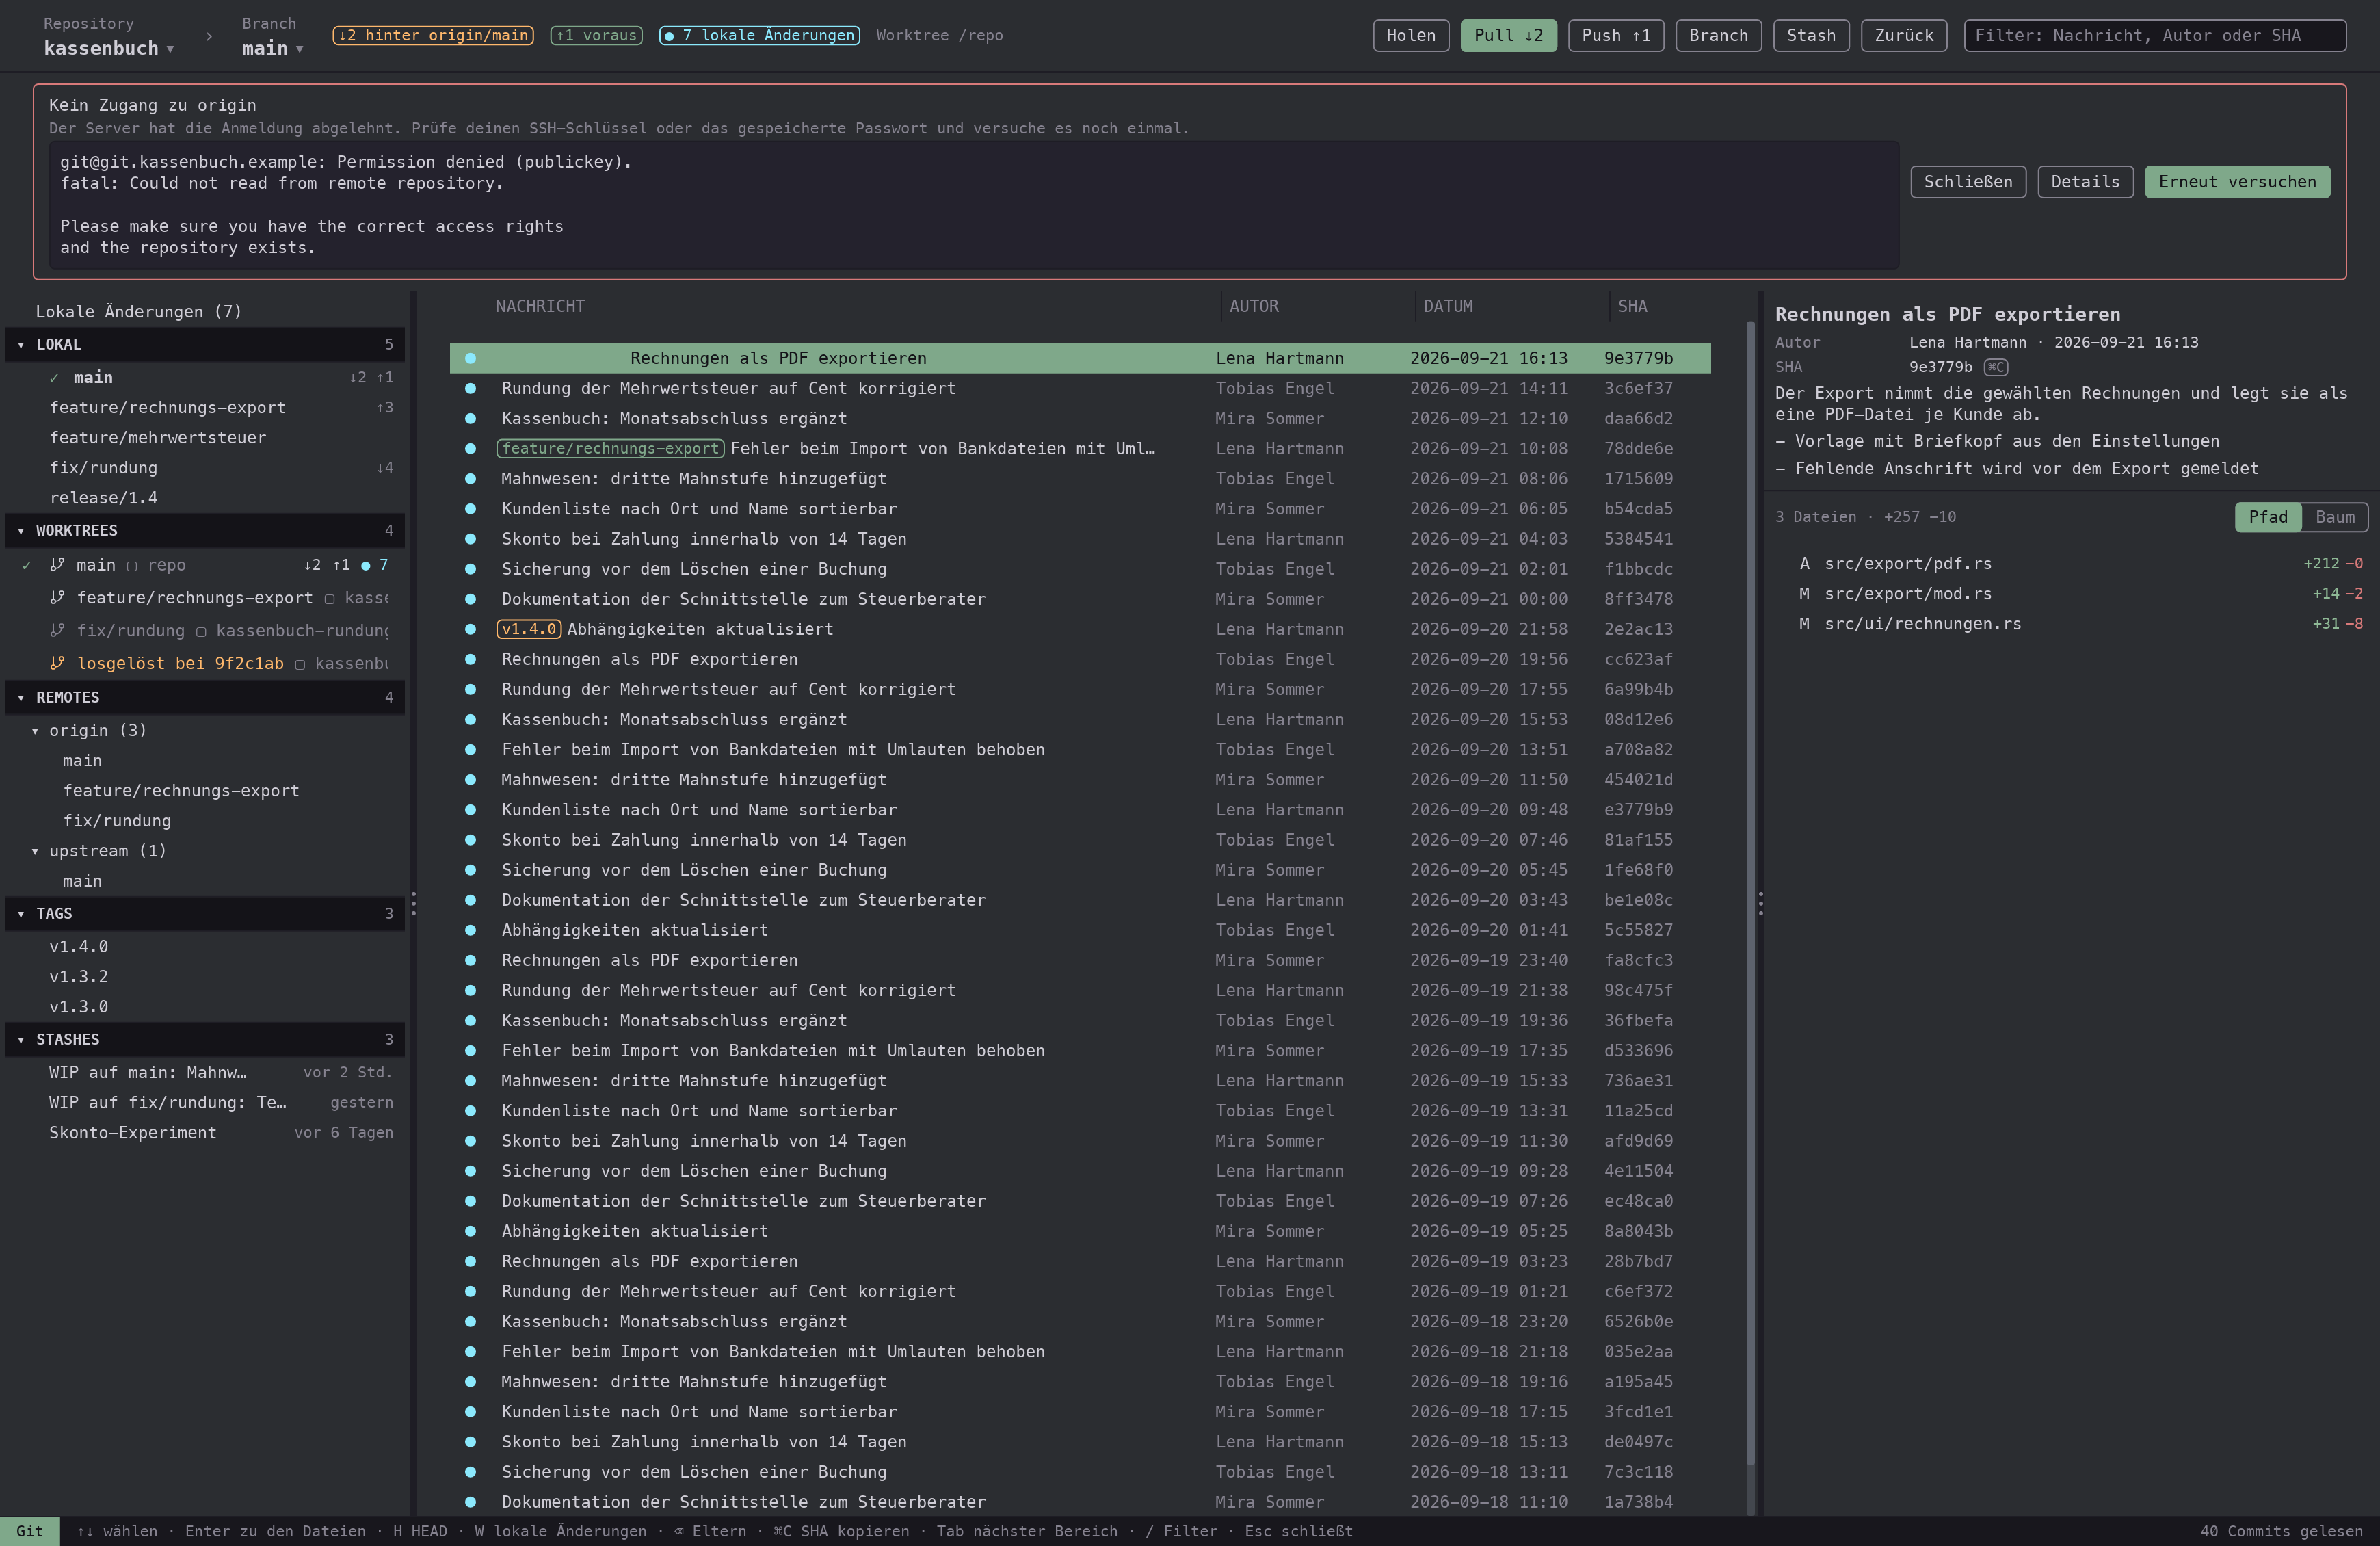 Repository
kassenbuch ▾
›
Branch
main ▾
↓2 hinter origin/main
↑1 voraus
● 7 lokale Änderungen
Worktree /repo
Holen
Pull ↓2
Push ↑1
Branch
Stash
Zurück
Filter: Nachricht, Autor oder SHA
Kein Zugang zu origin
Der Server hat die Anmeldung abgelehnt. Prüfe deinen SSH-Schlüssel oder das gespeicherte Passwort und versuche es noch einmal.
git@git.kassenbuch.example: Permission denied (publickey).
fatal: Could not read from remote repository.
Please make sure you have the correct access rights
and the repository exists.
Schließen
Details
Erneut versuchen
Lokale Änderungen (7)
▾ LOKAL 5
✓ main ↓2 ↑1
feature/rechnungs-export ↑3
feature/mehrwertsteuer
fix/rundung ↓4
release/1.4
▾ WORKTREES 4
✓ main ▢ repo ↓2 ↑1 ● 7
feature/rechnungs-export ▢ kasse
fix/rundung ▢ kassenbuch-rundung
losgelöst bei 9f2c1ab ▢ kassenbu
▾ REMOTES 4
▾ origin (3)
main
feature/rechnungs-export
fix/rundung
▾ upstream (1)
main
▾ TAGS 3
v1.4.0
v1.3.2
v1.3.0
▾ STASHES 3
WIP auf main: Mahnw… vor 2 Std.
WIP auf fix/rundung: Te… gestern
Skonto-Experiment vor 6 Tagen
NACHRICHT AUTOR DATUM SHA
Rechnungen als PDF exportieren Lena Hartmann 2026-09-21 16:13 9e3779b
Rundung der Mehrwertsteuer auf Cent korrigiert Tobias Engel 2026-09-21 14:11 3c6ef37
Kassenbuch: Monatsabschluss ergänzt Mira Sommer 2026-09-21 12:10 daa66d2
feature/rechnungs-export Fehler beim Import von Bankdateien mit Uml… Lena Hartmann 2026-09-21 10:08 78dde6e
Mahnwesen: dritte Mahnstufe hinzugefügt Tobias Engel 2026-09-21 08:06 1715609
Kundenliste nach Ort und Name sortierbar Mira Sommer 2026-09-21 06:05 b54cda5
Skonto bei Zahlung innerhalb von 14 Tagen Lena Hartmann 2026-09-21 04:03 5384541
Sicherung vor dem Löschen einer Buchung Tobias Engel 2026-09-21 02:01 f1bbcdc
Dokumentation der Schnittstelle zum Steuerberater Mira Sommer 2026-09-21 00:00 8ff3478
v1.4.0 Abhängigkeiten aktualisiert Lena Hartmann 2026-09-20 21:58 2e2ac13
Rechnungen als PDF exportieren Tobias Engel 2026-09-20 19:56 cc623af
Rundung der Mehrwertsteuer auf Cent korrigiert Mira Sommer 2026-09-20 17:55 6a99b4b
Kassenbuch: Monatsabschluss ergänzt Lena Hartmann 2026-09-20 15:53 08d12e6
Fehler beim Import von Bankdateien mit Umlauten behoben Tobias Engel 2026-09-20 13:51 a708a82
Mahnwesen: dritte Mahnstufe hinzugefügt Mira Sommer 2026-09-20 11:50 454021d
Kundenliste nach Ort und Name sortierbar Lena Hartmann 2026-09-20 09:48 e3779b9
Skonto bei Zahlung innerhalb von 14 Tagen Tobias Engel 2026-09-20 07:46 81af155
Sicherung vor dem Löschen einer Buchung Mira Sommer 2026-09-20 05:45 1fe68f0
Dokumentation der Schnittstelle zum Steuerberater Lena Hartmann 2026-09-20 03:43 be1e08c
Abhängigkeiten aktualisiert Tobias Engel 2026-09-20 01:41 5c55827
Rechnungen als PDF exportieren Mira Sommer 2026-09-19 23:40 fa8cfc3
Rundung der Mehrwertsteuer auf Cent korrigiert Lena Hartmann 2026-09-19 21:38 98c475f
Kassenbuch: Monatsabschluss ergänzt Tobias Engel 2026-09-19 19:36 36fbefa
Fehler beim Import von Bankdateien mit Umlauten behoben Mira Sommer 2026-09-19 17:35 d533696
Mahnwesen: dritte Mahnstufe hinzugefügt Lena Hartmann 2026-09-19 15:33 736ae31
Kundenliste nach Ort und Name sortierbar Tobias Engel 2026-09-19 13:31 11a25cd
Skonto bei Zahlung innerhalb von 14 Tagen Mira Sommer 2026-09-19 11:30 afd9d69
Sicherung vor dem Löschen einer Buchung Lena Hartmann 2026-09-19 09:28 4e11504
Dokumentation der Schnittstelle zum Steuerberater Tobias Engel 2026-09-19 07:26 ec48ca0
Abhängigkeiten aktualisiert Mira Sommer 2026-09-19 05:25 8a8043b
Rechnungen als PDF exportieren Lena Hartmann 2026-09-19 03:23 28b7bd7
Rundung der Mehrwertsteuer auf Cent korrigiert Tobias Engel 2026-09-19 01:21 c6ef372
Kassenbuch: Monatsabschluss ergänzt Mira Sommer 2026-09-18 23:20 6526b0e
Fehler beim Import von Bankdateien mit Umlauten behoben Lena Hartmann 2026-09-18 21:18 035e2aa
Mahnwesen: dritte Mahnstufe hinzugefügt Tobias Engel 2026-09-18 19:16 a195a45
Kundenliste nach Ort und Name sortierbar Mira Sommer 2026-09-18 17:15 3fcd1e1
Skonto bei Zahlung innerhalb von 14 Tagen Lena Hartmann 2026-09-18 15:13 de0497c
Sicherung vor dem Löschen einer Buchung Tobias Engel 2026-09-18 13:11 7c3c118
Dokumentation der Schnittstelle zum Steuerberater Mira Sommer 2026-09-18 11:10 1a738b4
Rechnungen als PDF exportieren
Autor Lena Hartmann · 2026-09-21 16:13
SHA 9e3779b ⌘C
Der Export nimmt die gewählten Rechnungen und legt sie als
eine PDF-Datei je Kunde ab.
- Vorlage mit Briefkopf aus den Einstellungen
- Fehlende Anschrift wird vor dem Export gemeldet
3 Dateien · +257 −10
Pfad
Baum
A src/export/pdf.rs +212 −0
M src/export/mod.rs +14 −2
M src/ui/rechnungen.rs +31 −8
Git
↑↓ wählen · Enter zu den Dateien · H HEAD · W lokale Änderungen · ⌫ Eltern · ⌘C SHA kopieren · Tab nächster Bereich · / Filter · Esc schließt
40 Commits gelesen